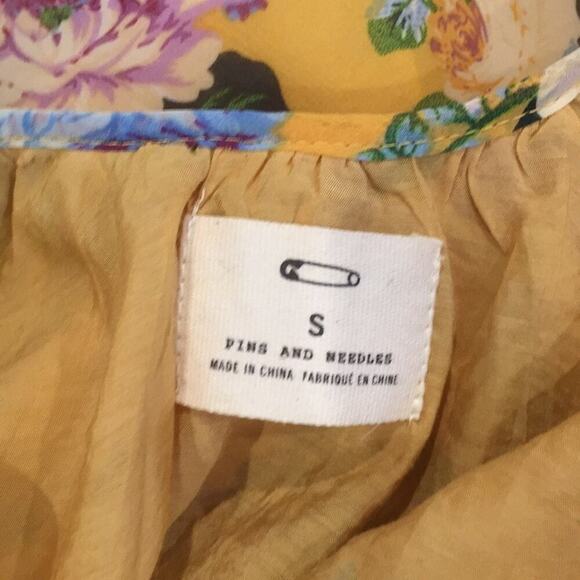 S
PINS AND NEEDLES
MADE IN CHINA FABRIQUÉ EN CHINE